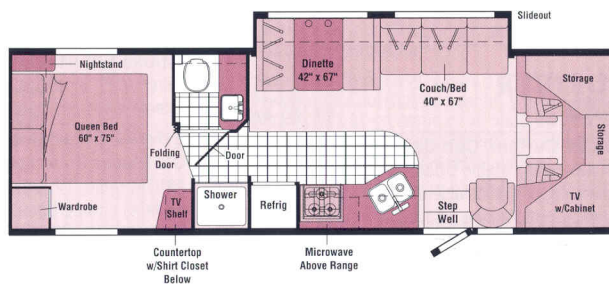 Slideout
Nightstand
Dinette
42" x 67"
Couch/Bed
40" x 67"
Storage
Queen Bed
60" x 75"
Folding
Door
Door
Storage
Wardrobe
TV
Shelf
Shower
Refrig
Step
Well
TV
w/Cabinet
Countertop
w/Shirt Closet
Below
Microwave
Above Range